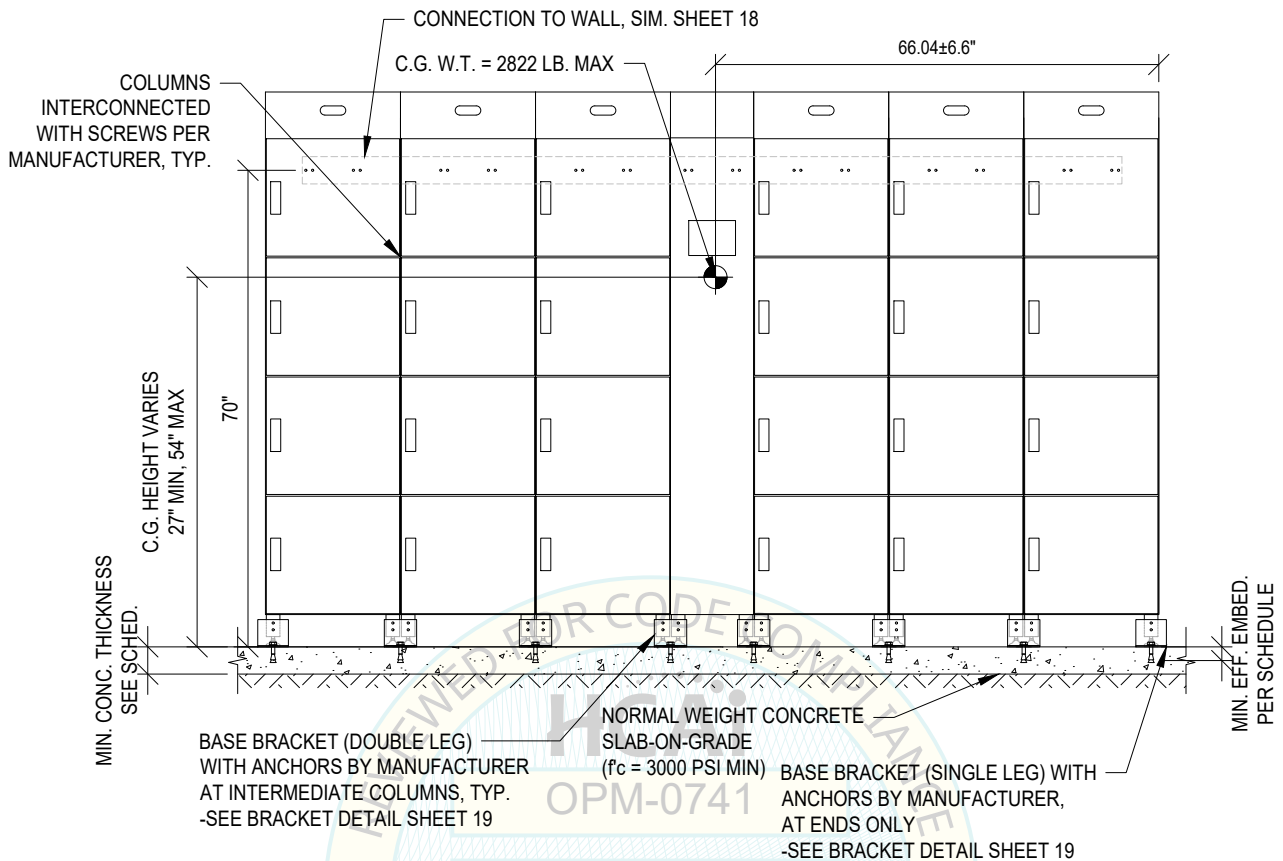 CONNECTION TO WALL, SIM. SHEET 18
C.G. W.T. = 2822 LB. MAX
66.04±6.6"
COLUMNS
INTERCONNECTED
WITH SCREWS PER
MANUFACTURER, TYP.
C.G. HEIGHT VARIES
27" MIN, 54" MAX
70"
MIN. CONC. THICKNESS
SEE SCHED.
MIN. EFF. EMBED.
PER SCHEDULE
BASE BRACKET (DOUBLE LEG)
WITH ANCHORS BY MANUFACTURER
AT INTERMEDIATE COLUMNS, TYP.
-SEE BRACKET DETAIL SHEET 19
NORMAL WEIGHT CONCRETE
SLAB-ON-GRADE
(f'c = 3000 PSI MIN)
BASE BRACKET (SINGLE LEG) WITH
ANCHORS BY MANUFACTURER,
AT ENDS ONLY
-SEE BRACKET DETAIL SHEET 19
REVIEWED FOR CODE COMPLIANCE
HCAi
OPM-0741